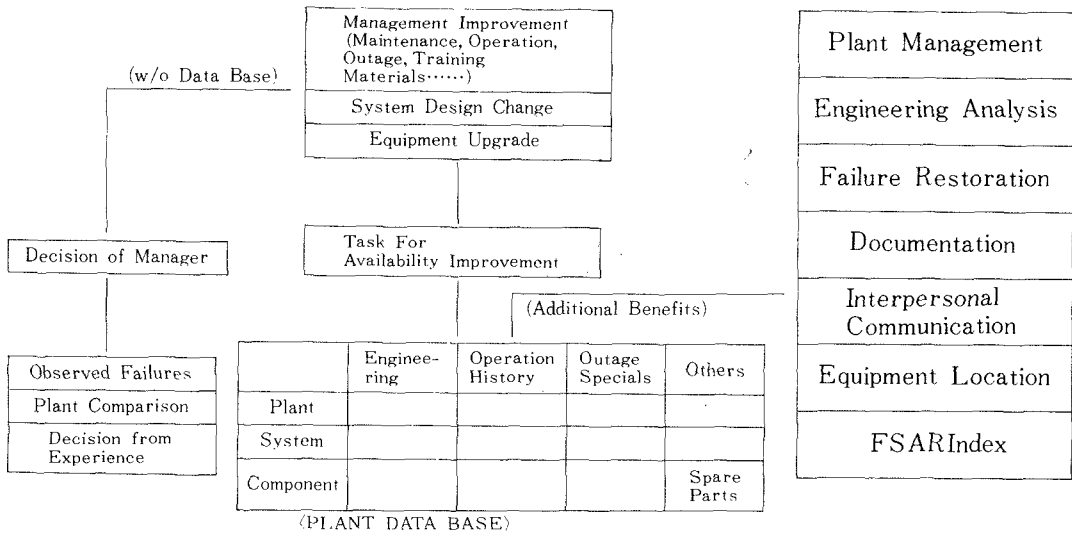 Management Improvement
(Maintenance, Operation,
Outage, Training
Materials······)
System Design Change
Equipment Upgrade
(w/o Data Base)
Decision of Manager
Task For
Availability Improvement
(Additional Benefits)
Observed Failures
Plant Comparison
Decision from
Experience
Enginee-
ring
Operation
History
Outage
Specials
Others
Plant
System
Component
Spare
Parts
〈PLANT DATA BASE〉
Plant Management
Engineering Analysis
Failure Restoration
Documentation
Interpersonal
Communication
Equipment Location
FSARIndex